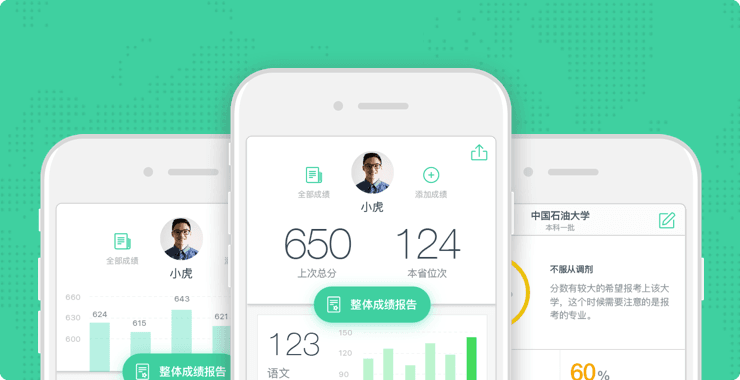 全部成绩
小虎
660
630
600
624
615
643
621
整体成绩报告
全部成绩
添加成绩
小虎
650
124
上次总分
本省位次
整体成绩报告
123
语文
150
120
90
中国石油大学
本科一批
不服从调剂
分数有较大的希望报考上该大
学，这个时候需要注意的是报
考的专业。
60%